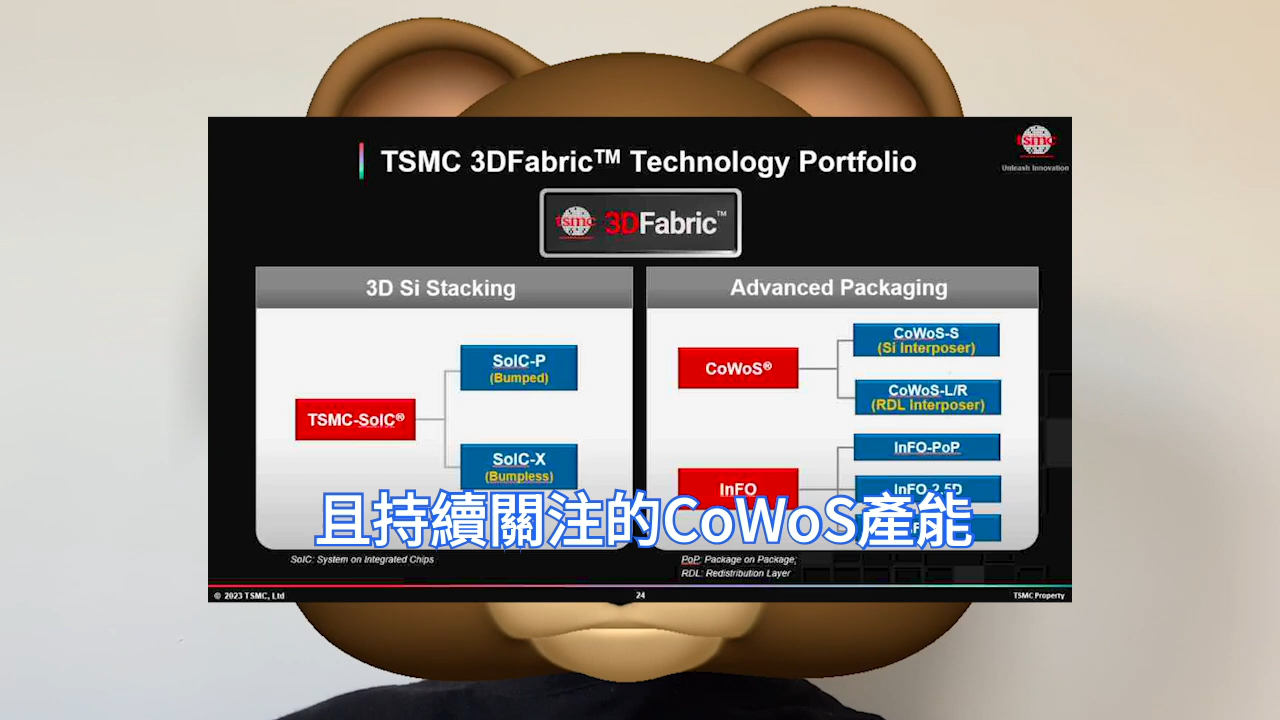 TSMC 3DFabric™ Technology Portfolio
tsmc
Unleash Innovation
tsmc 3DFabric™
3D Si Stacking
Advanced Packaging
TSMC-SoIC®
SoIC-P
(Bumped)
SoIC-X
(Bumpless)
CoWoS®
CoWoS-S
(Si Interposer)
CoWoS-L/R
(RDL Interposer)
InFO
InFO-PoP
InFO-2.5D
且持續關注的CoWoS產能
SoIC: System on Integrated Chips
PoP: Package on Package;
RDL: Redistribution Layer
© 2023 TSMC, Ltd
24
TSMC Property